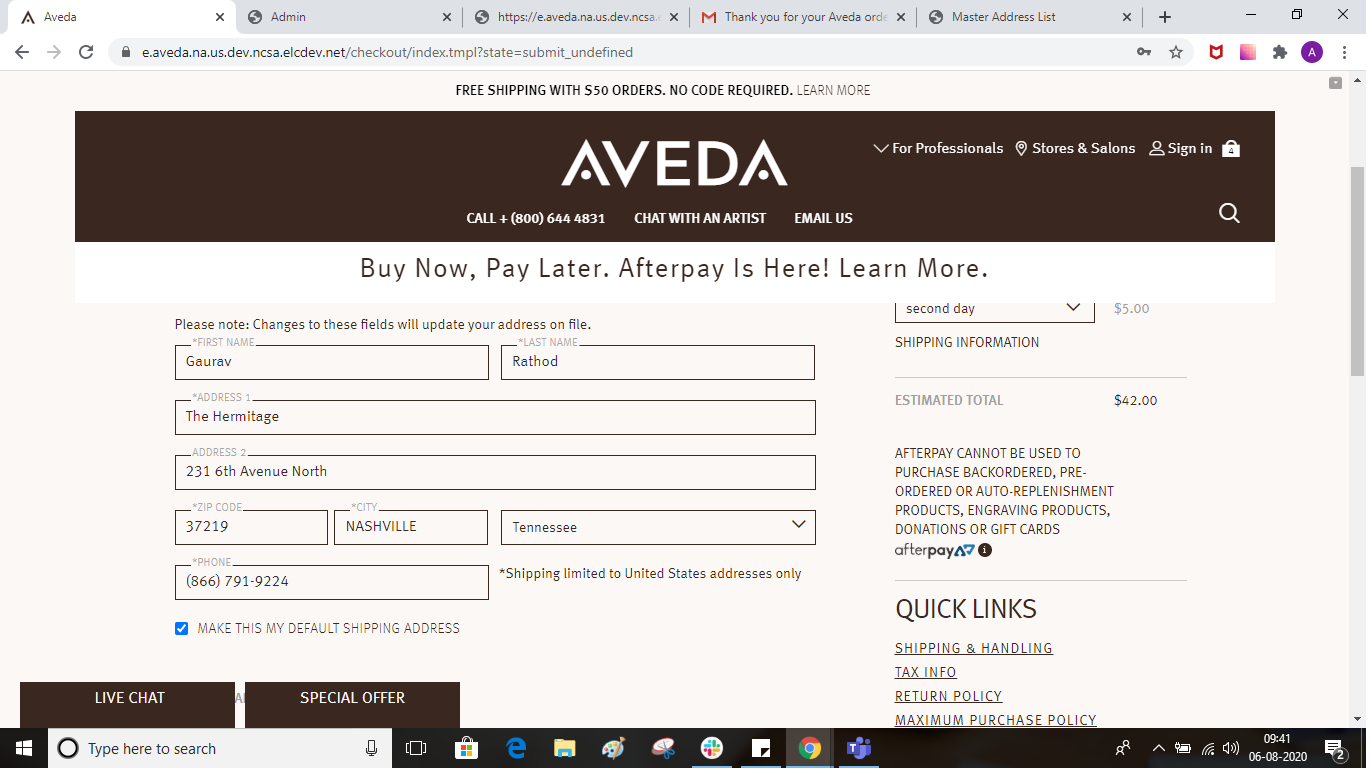 Aveda
Admin
https://e.aveda.na.us.dev.ncsa.e
Thank you for your Aveda orde
Master Address List
e.aveda.na.us.dev.ncsa.elcdev.net/checkout/index.tmpl?state=submit_undefined
A
FREE SHIPPING WITH $50 ORDERS. NO CODE REQUIRED. LEARN MORE
AVEDA
For Professionals
Stores & Salons
Sign in
4
CALL + (800) 644 4831
CHAT WITH AN ARTIST
EMAIL US
Buy Now, Pay Later. Afterpay Is Here! Learn More.
Please note: Changes to these fields will update your address on file.
*FIRST NAME
Gaurav
*LAST NAME
Rathod
*ADDRESS 1
The Hermitage
ADDRESS 2
231 6th Avenue North
*ZIP CODE
37219
*CITY
NASHVILLE
Tennessee
*PHONE
(866) 791-9224
*Shipping limited to United States addresses only
MAKE THIS MY DEFAULT SHIPPING ADDRESS
second day
$5.00
SHIPPING INFORMATION
ESTIMATED TOTAL
$42.00
AFTERPAY CANNOT BE USED TO
PURCHASE BACKORDERED, PRE-
ORDERED OR AUTO-REPLENISHMENT
PRODUCTS, ENGRAVING PRODUCTS,
DONATIONS OR GIFT CARDS
afterpay
QUICK LINKS
SHIPPING & HANDLING
TAX INFO
RETURN POLICY
MAXIMUM PURCHASE POLICY
LIVE CHAT
SPECIAL OFFER
Type here to search
09:41
06-08-2020
2